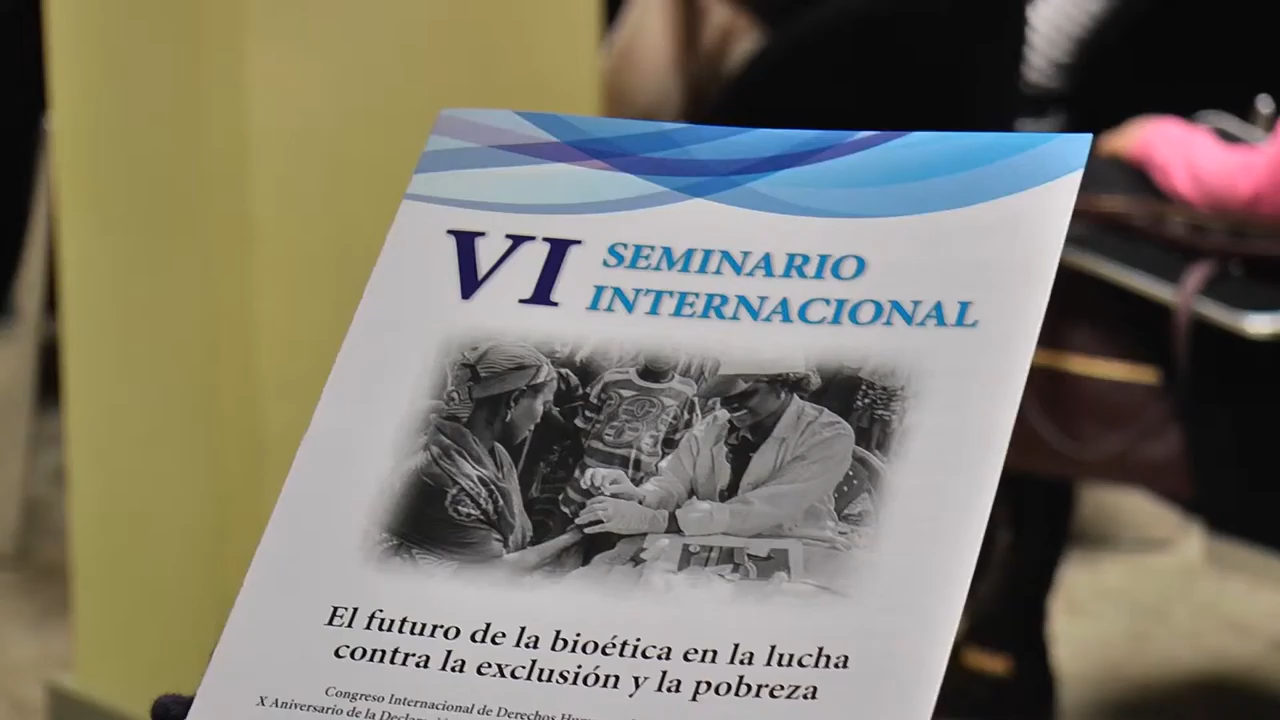 VI SEMINARIO
INTERNACIONAL
El futuro de la bioética en la lucha
contra la exclusión y la pobreza
Congreso Internacional de Derechos
X Aniversario de la